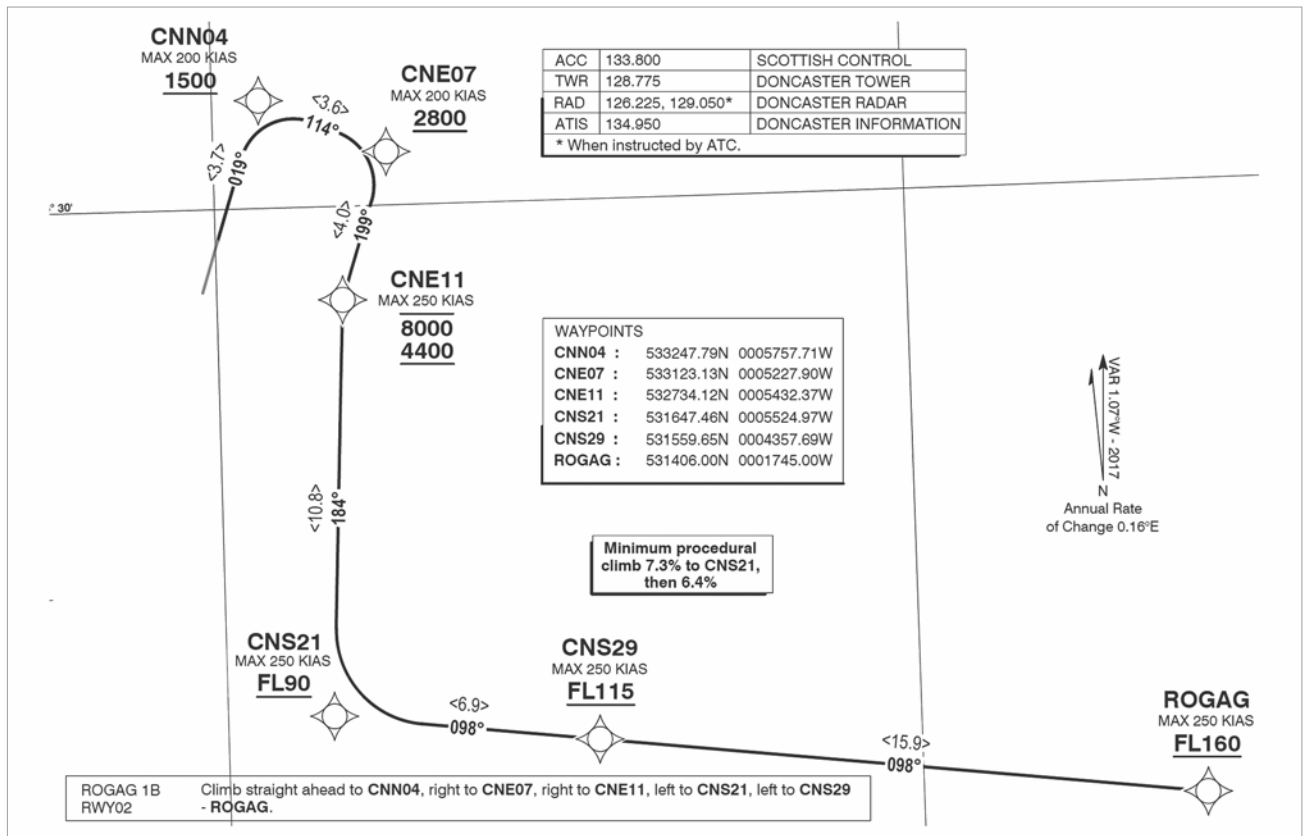 CNN04
MAX 200 KIAS
1500
CNE07
MAX 200 KIAS
2800
<3.6>
114°
<3.7>
019°
<4.0>
199°
° 30'
ACC 133.800 SCOTTISH CONTROL
TWR 128.775 DONCASTER TOWER
RAD 126.225, 129.050* DONCASTER RADAR
ATIS 134.950 DONCASTER INFORMATION
* When instructed by ATC.
CNE11
MAX 250 KIAS
8000
4400
WAYPOINTS
CNN04 : 533247.79N 0005757.71W
CNE07 : 533123.13N 0005227.90W
CNE11 : 532734.12N 0005432.37W
CNS21 : 531647.46N 0005524.97W
CNS29 : 531559.65N 0004357.69W
ROGAG : 531406.00N 0001745.00W
VAR 1.07°W - 2017
N
Annual Rate
of Change 0.16°E
<10.8>
184°
Minimum procedural
climb 7.3% to CNS21,
then 6.4%
CNS21
MAX 250 KIAS
FL90
<6.9>
098°
CNS29
MAX 250 KIAS
FL115
<15.9>
098°
ROGAG
MAX 250 KIAS
FL160
ROGAG 1B Climb straight ahead to CNN04, right to CNE07, right to CNE11, left to CNS21, left to CNS29
RWY02 - ROGAG.